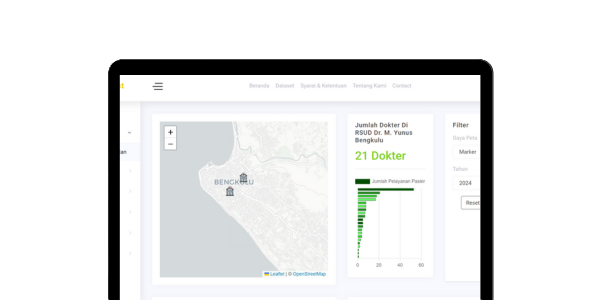 Beranda Dataset Syarat & Ketentuan Tentang Kami Contact
+
−
BENGKULU
Leaflet | © OpenStreetMap
Jumlah Dokter Di
RSUD Dr. M. Yunus
Bengkulu
21 Dokter
Jumlah Pelayanan Pasien
0 20 40 60
Filter
Gaya Peta
Marker
Tahun
2024
Reset